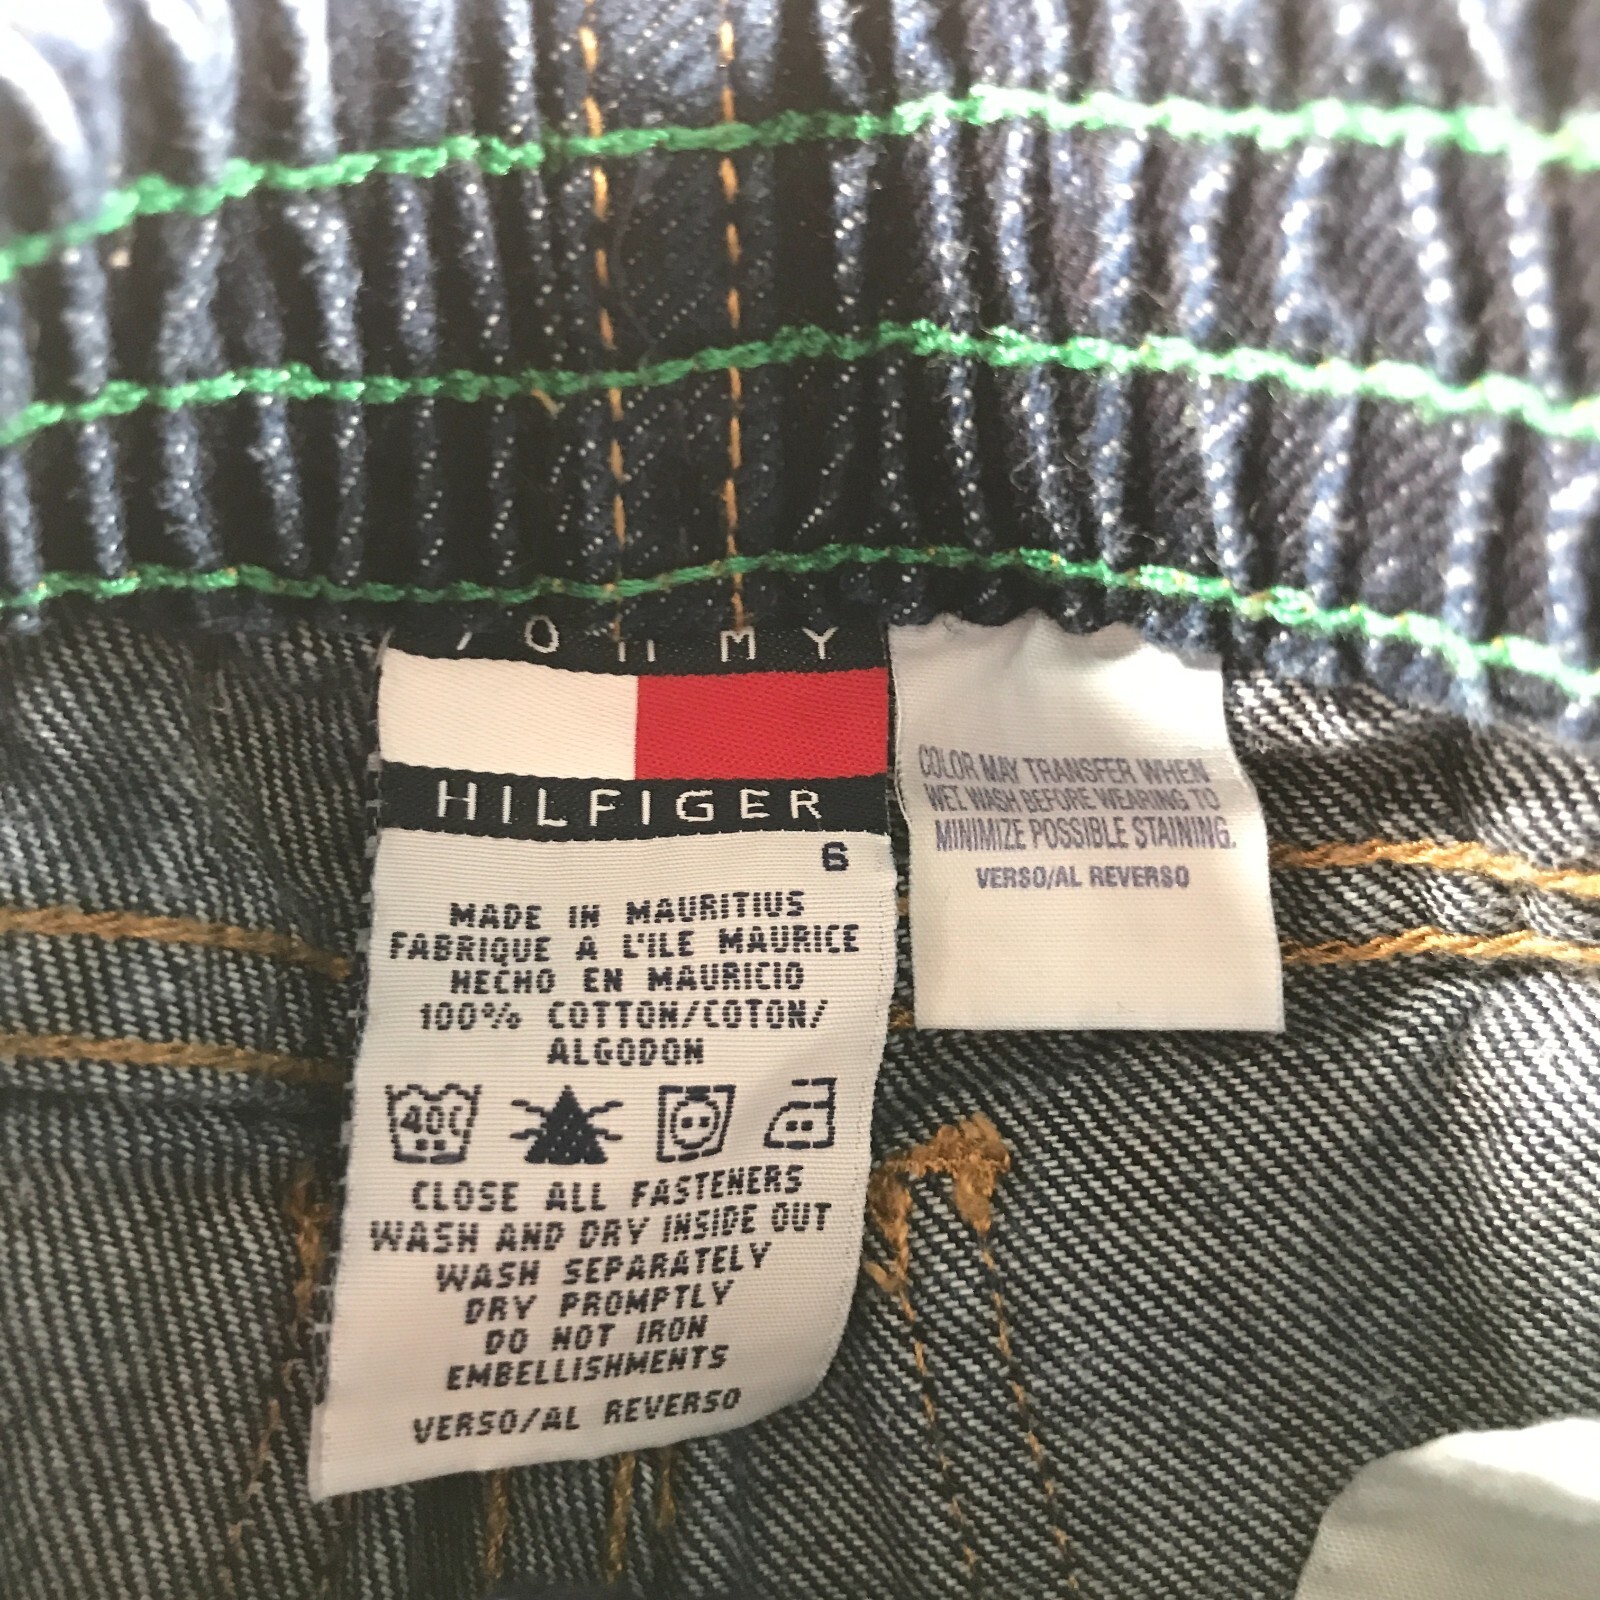 TOMMY
HILFIGER
6
MADE IN MAURITIUS
FABRIQUE A L'ILE MAURICE
HECHO EN MAURICIO
100% COTTON/COTON/
ALGODON
40C
CLOSE ALL FASTENERS
WASH AND DRY INSIDE OUT
WASH SEPARATELY
DRY PROMPTLY
DO NOT IRON
EMBELLISHMENTS
VERSO/AL REVERSO
COLOR MAY TRANSFER WHEN
WET. WASH BEFORE WEARING TO
MINIMIZE POSSIBLE STAINING.
VERSO/AL REVERSO